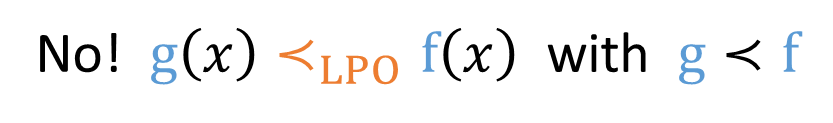 No! g(x) ≺LPO f(x) with g ≺ f